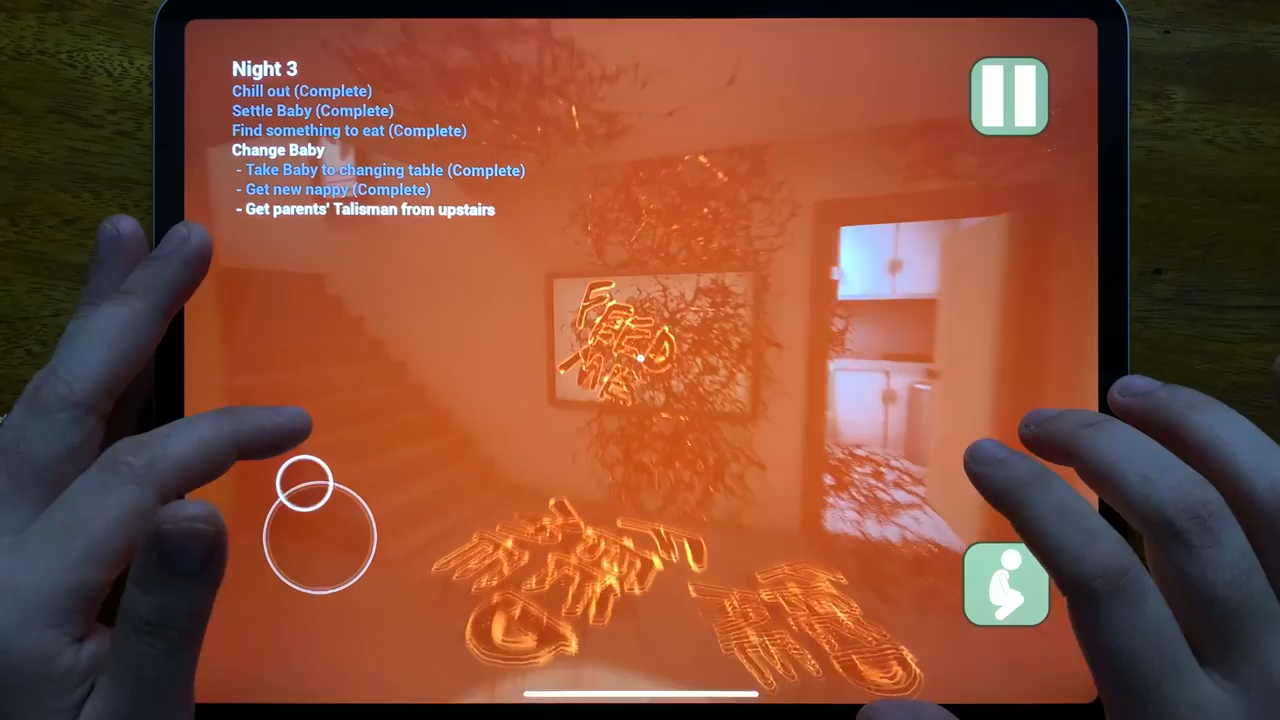 Night 3
Chill out (Complete)
Settle Baby (Complete)
Find something to eat (Complete)
Change Baby
- Take Baby to changing table (Complete)
- Get new nappy (Complete)
- Get parents' Talisman from upstairs
FEED
ME